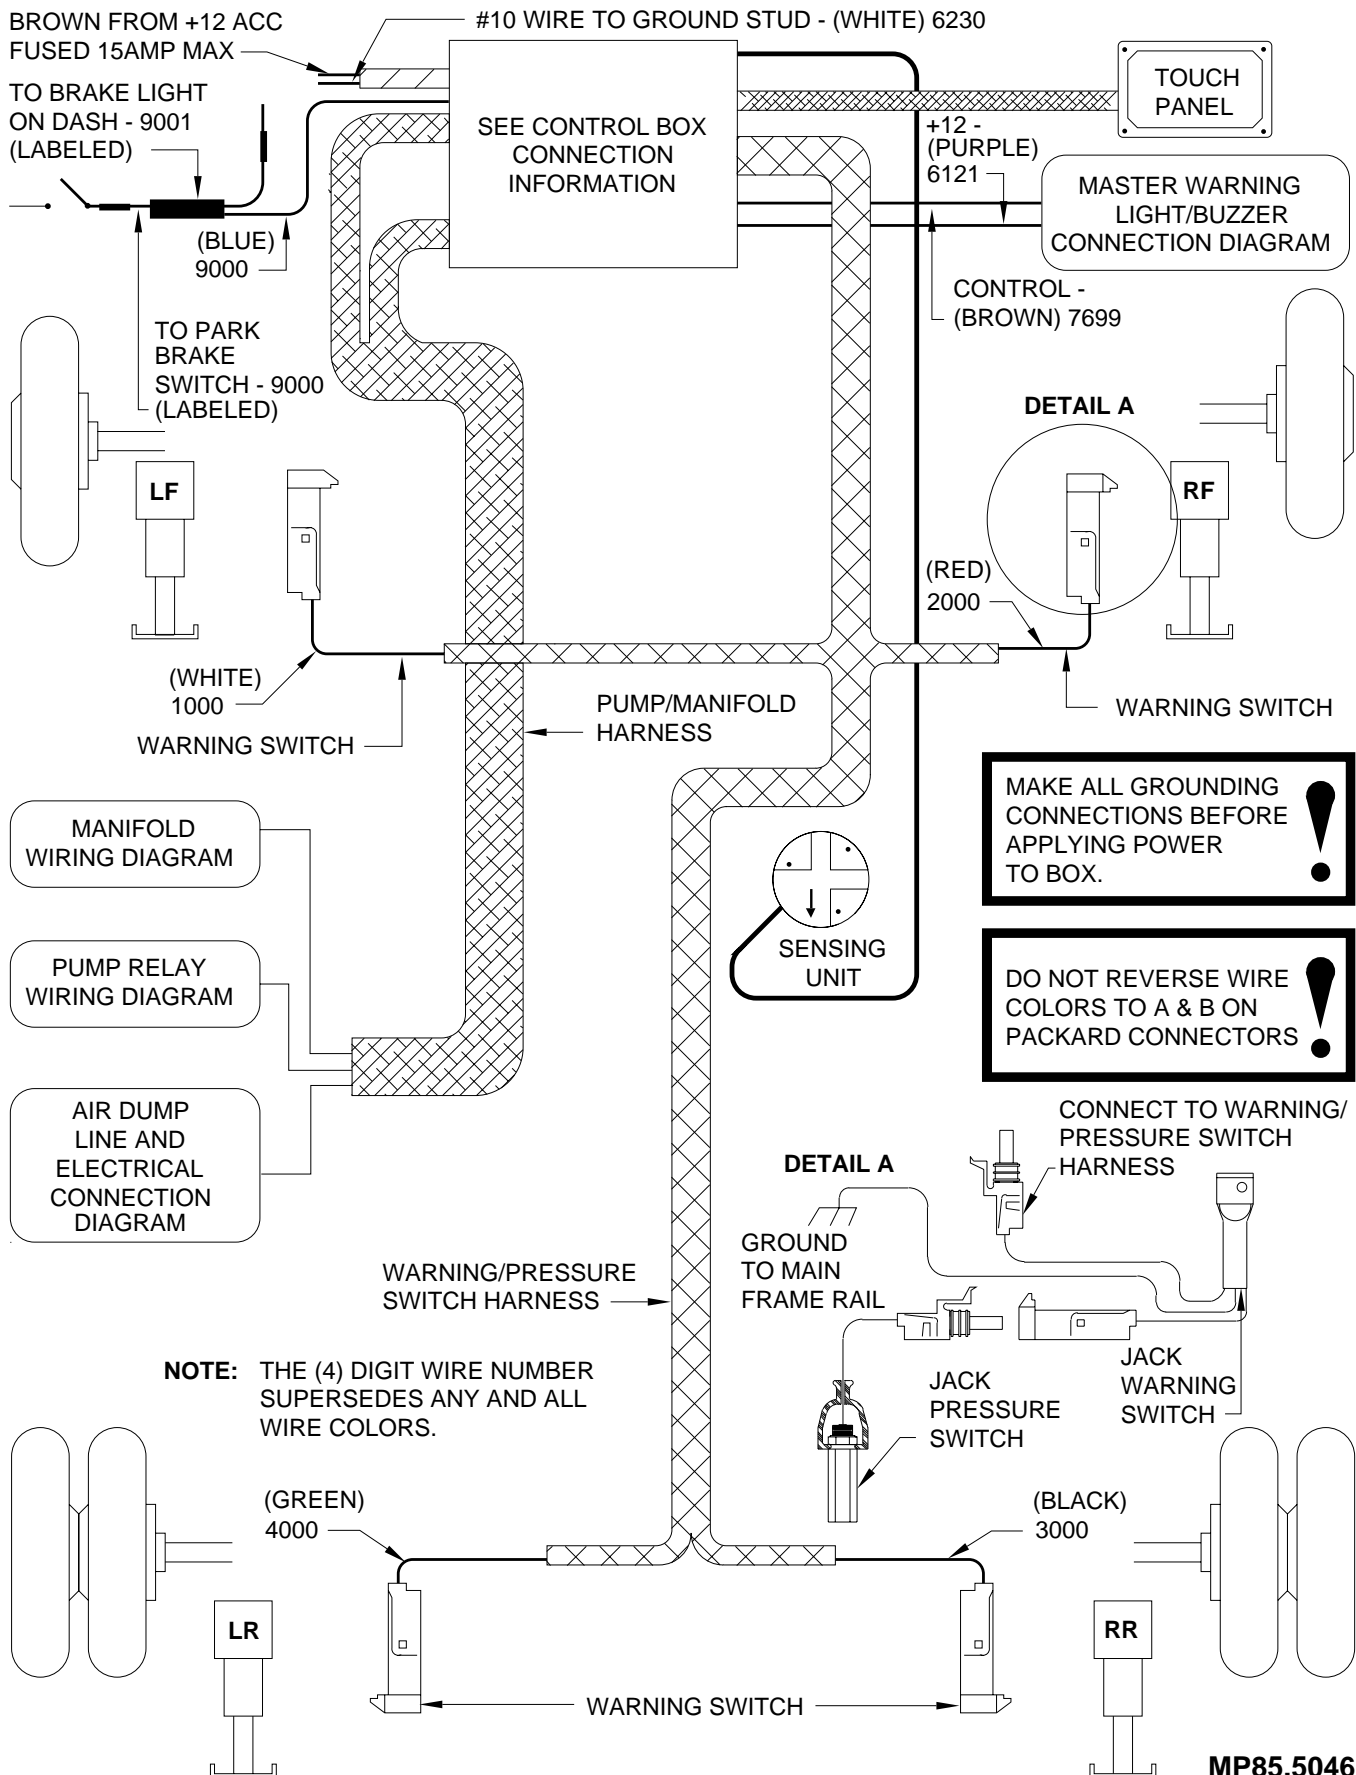 BROWN FROM +12 ACC
FUSED 15AMP MAX
#10 WIRE TO GROUND STUD - (WHITE) 6230
TO BRAKE LIGHT
ON DASH - 9001
(LABELED)
SEE CONTROL BOX
CONNECTION
INFORMATION
TOUCH
PANEL
+12 -
(PURPLE)
6121
MASTER WARNING
LIGHT/BUZZER
CONNECTION DIAGRAM
(BLUE)
9000
CONTROL -
(BROWN) 7699
TO PARK
BRAKE
SWITCH - 9000
(LABELED)
DETAIL A
LF
RF
(RED)
2000
(WHITE)
1000
WARNING SWITCH
PUMP/MANIFOLD
HARNESS
WARNING SWITCH
MAKE ALL GROUNDING
CONNECTIONS BEFORE
APPLYING POWER
TO BOX.
!
MANIFOLD
WIRING DIAGRAM
SENSING
UNIT
PUMP RELAY
WIRING DIAGRAM
DO NOT REVERSE WIRE
COLORS TO A & B ON
PACKARD CONNECTORS
!
AIR DUMP
LINE AND
ELECTRICAL
CONNECTION
DIAGRAM
CONNECT TO WARNING/
PRESSURE SWITCH
HARNESS
DETAIL A
GROUND
TO MAIN
FRAME RAIL
WARNING/PRESSURE
SWITCH HARNESS
JACK
WARNING
SWITCH
JACK
PRESSURE
SWITCH
NOTE: THE (4) DIGIT WIRE NUMBER
SUPERSEDES ANY AND ALL
WIRE COLORS.
(GREEN)
4000
(BLACK)
3000
LR
RR
WARNING SWITCH
MP85.5046